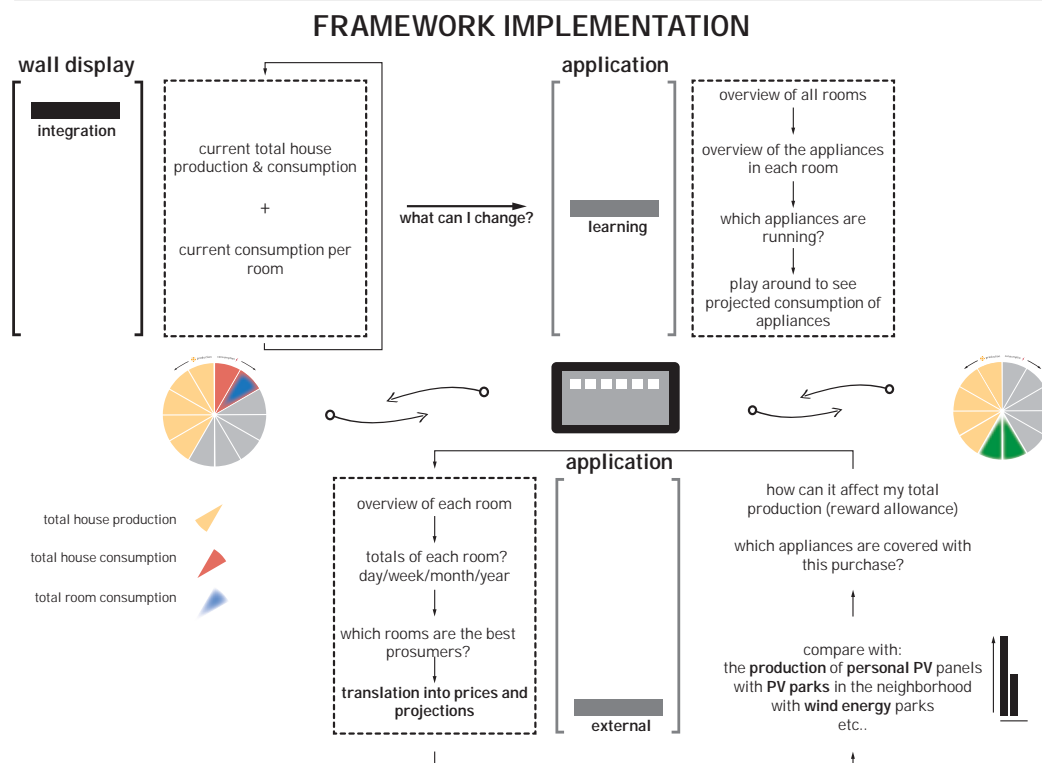 FRAMEWORK IMPLEMENTATION
wall display
integration
current total house
production & consumption
+
current consumption per
room
what can I change?
application
learning
overview of all rooms
overview of the appliances
in each room
which appliances are
running?
play around to see
projected consumption of
appliances
total house production
total house consumption
total room consumption
overview of each room
totals of each room?
day/week/month/year
which rooms are the best
prosumers?
translation into prices and
projections
application
external
how can it affect my total
production (reward allowance)
which appliances are covered with
this purchase?
compare with:
the production of personal PV panels
with PV parks in the neighborhood
with wind energy parks
etc..